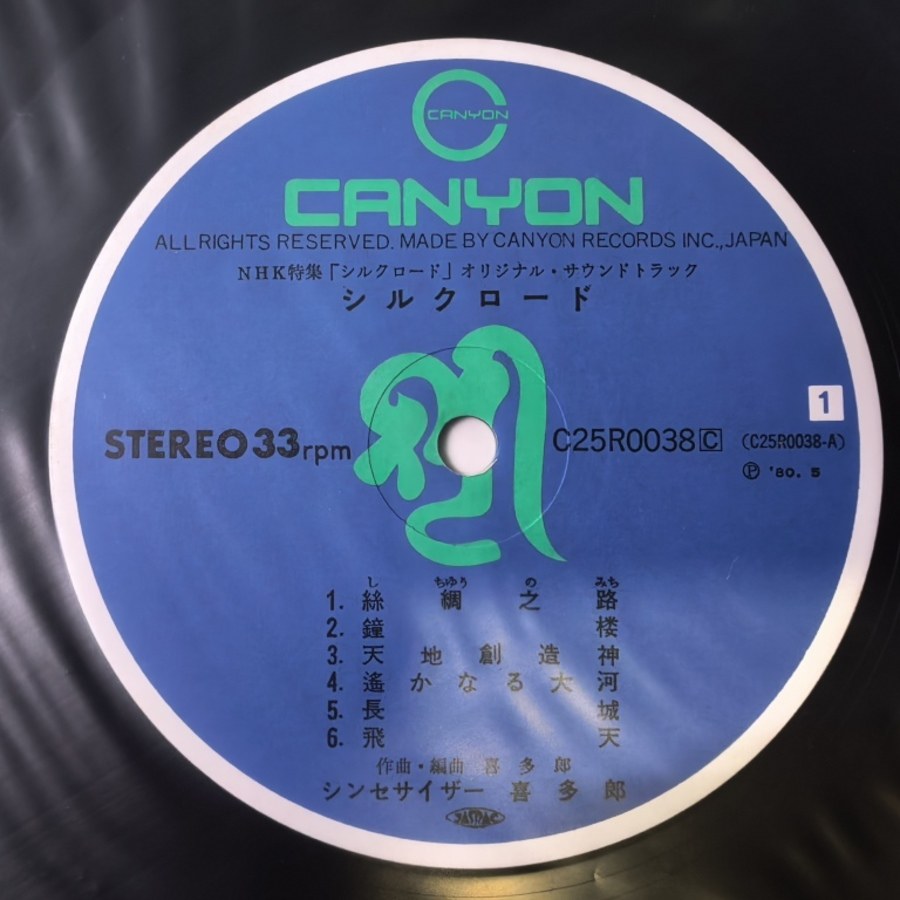 CANYON
CANYON
ALL RIGHTS RESERVED. MADE BY CANYON RECORDS INC.,JAPAN
NHK特集「シルクロード」オリジナル・サウンドトラック
シルクロード
1
STEREO 33rpm
C25R0038 C (C25R0038-A)
Ⓟ '80. 5
し ちゆう の みち
1. 絲綢之路
2. 鐘楼
3. 天地創造神
4. 遙かなる大河
5. 長城
6. 飛天
作曲・編曲 喜多郎
シンセサイザー 喜多郎
JASRAC